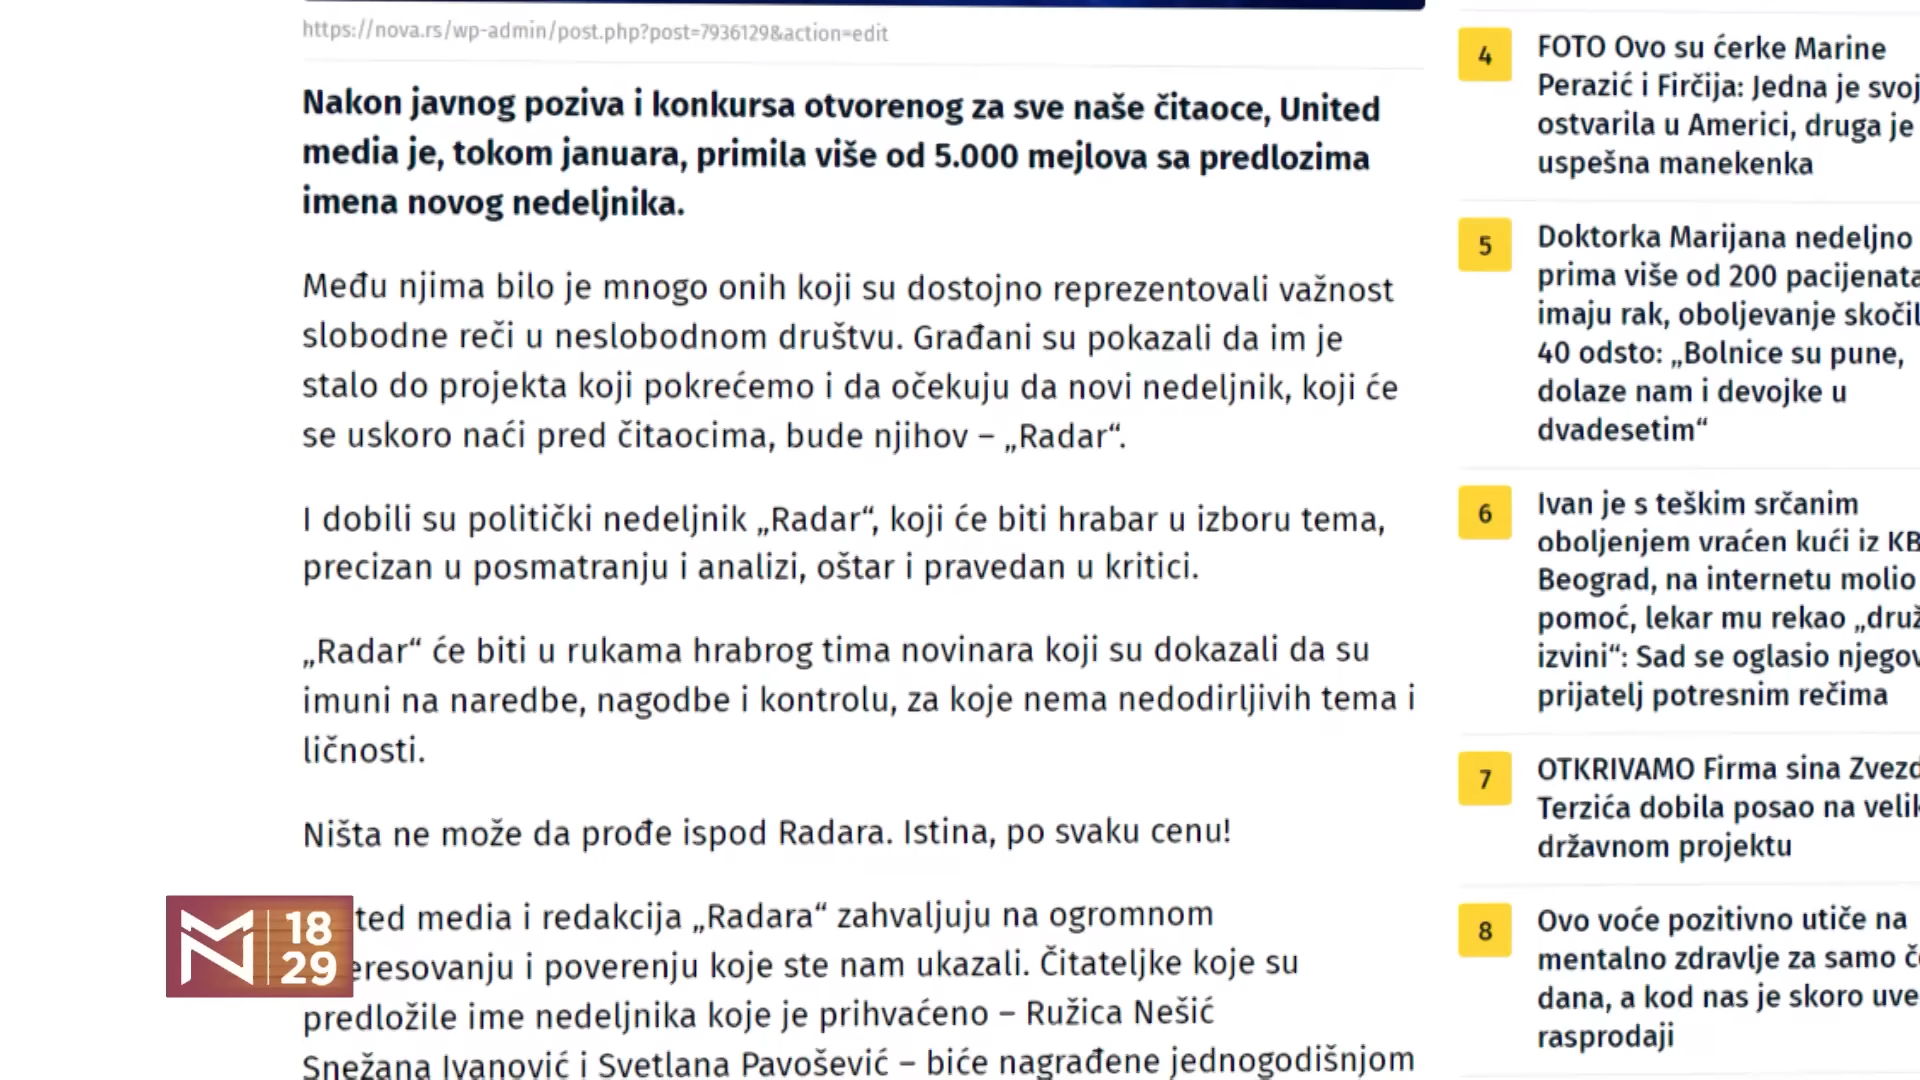 https://nova.rs/wp-admin/post.php?post=7936129&action=edit
Nakon javnog poziva i konkursa otvorenog za sve naše čitaoce, United
media je, tokom januara, primila više od 5.000 mejlova sa predlozima
imena novog nedeljnika.
Među njima bilo je mnogo onih koji su dostojno reprezentovali važnost
slobodne reči u neslobodnom društvu. Građani su pokazali da im je
stalo do projekta koji pokrećemo i da očekuju da novi nedeljnik, koji će
se uskoro naći pred čitaocima, bude njihov – „Radar“.
I dobili su politički nedeljnik „Radar“, koji će biti hrabar u izboru tema,
precizan u posmatranju i analizi, oštar i pravedan u kritici.
„Radar“ će biti u rukama hrabrog tima novinara koji su dokazali da su
imuni na naredbe, nagodbe i kontrolu, za koje nema nedodirljivih tema i
ličnosti.
Ništa ne može da prođe ispod Radara. Istina, po svaku cenu!
ted media i redakcija „Radara“ zahvaljuju na ogromnom
eresovanju i poverenju koje ste nam ukazali. Čitateljke koje su
predložile ime nedeljnika koje je prihvaćeno – Ružica Nešić
Snežana Ivanović i Svetlana Pavošević – biće nagrađene jednogodišnjom
4
FOTO Ovo su ćerke Marine
Perazić i Firčija: Jedna je svoj
ostvarila u Americi, druga je
uspešna manekenka
5
Doktorka Marijana nedeljno
prima više od 200 pacijenata
imaju rak, oboljevanje skočil
40 odsto: „Bolnice su pune,
dolaze nam i devojke u
dvadesetim“
6
Ivan je s teškim srčanim
oboljenjem vraćen kući iz KB
Beograd, na internetu molio
pomoć, lekar mu rekao „druž
izvini“: Sad se oglasio njegov
prijatelj potresnim rečima
7
OTKRIVAMO Firma sina Zvezd
Terzića dobila posao na velik
državnom projektu
8
Ovo voće pozitivno utiče na
mentalno zdravlje za samo č
dana, a kod nas je skoro uve
rasprodaji
18
29